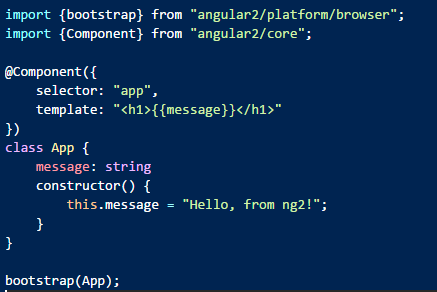 import {bootstrap} from "angular2/platform/browser";
import {Component} from "angular2/core";
@Component({
    selector: "app",
    template: "<h1>{{message}}</h1>"
})
class App {
    message: string
    constructor() {
        this.message = "Hello, from ng2!";
    }
}
bootstrap(App);